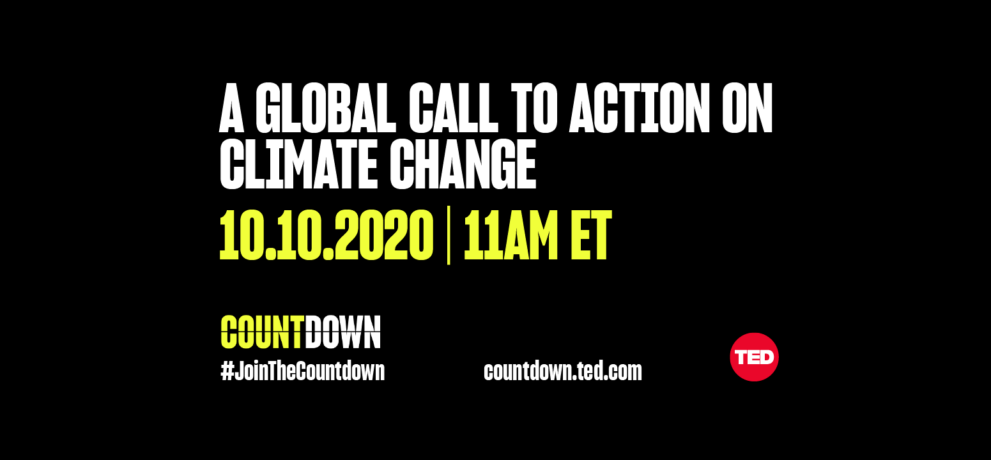 A GLOBAL CALL TO ACTION ON
CLIMATE CHANGE
10.10.2020 | 11AM ET
COUNTDOWN
#JoinTheCountdown
countdown.ted.com
TED